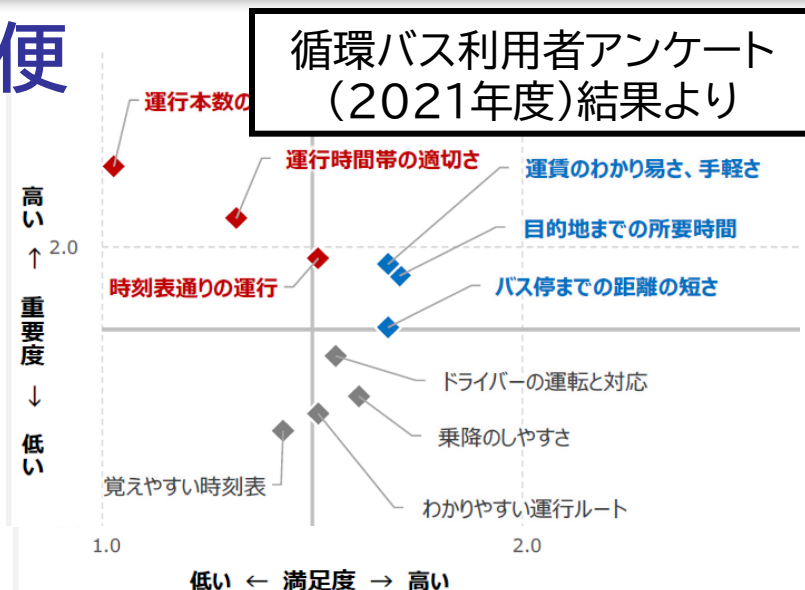 便
循環バス利用者アンケート
(2021年度)結果より
運行本数の
運行時間帯の適切さ
運賃のわかり易さ、手軽さ
目的地までの所要時間
時刻表通りの運行
バス停までの距離の短さ
ドライバーの運転と対応
乗降のしやすさ
覚えやすい時刻表
わかりやすい運行ルート
高い ↑ 重要度 ↓ 低い
2.0
1.0
2.0
低い ← 満足度 → 高い